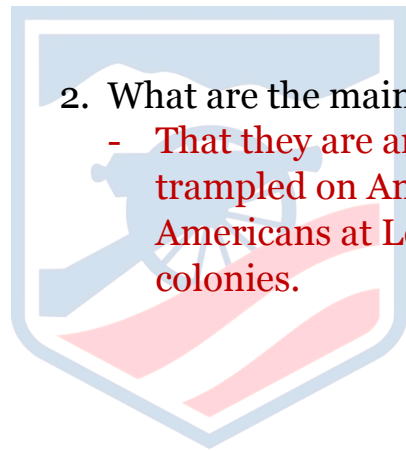 2. What are the main
- That they are a
trampled on A
Americans at L
colonies.